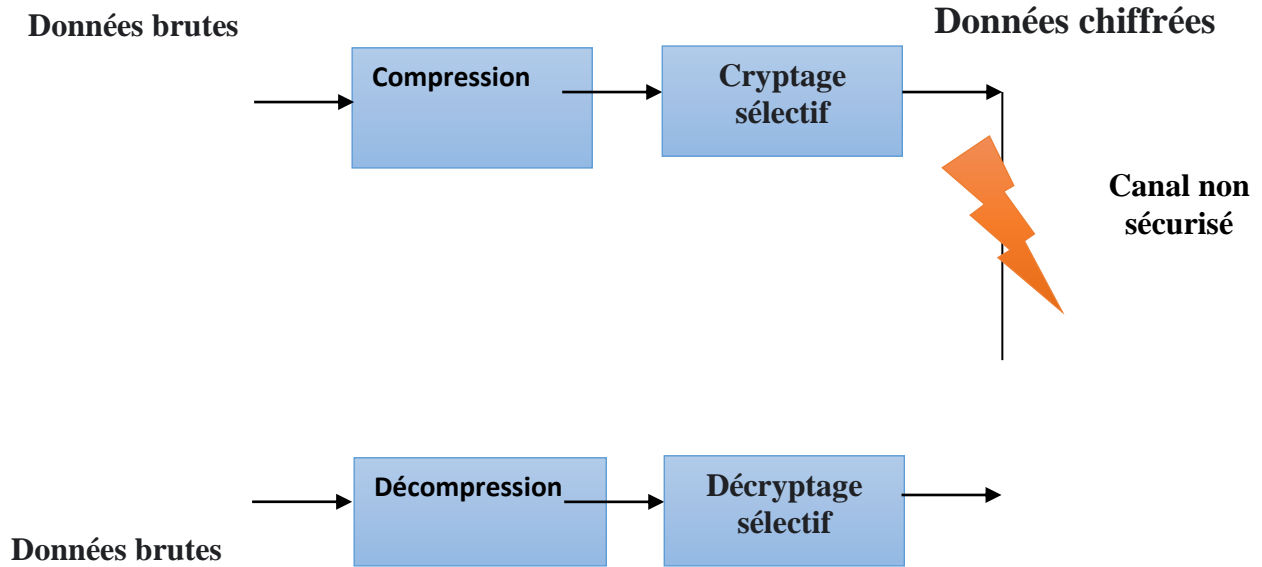 Données brutes
Données chiffrées
Compression
Cryptage
sélectif
Canal non
sécurisé
Décompression
Décryptage
sélectif
Données brutes